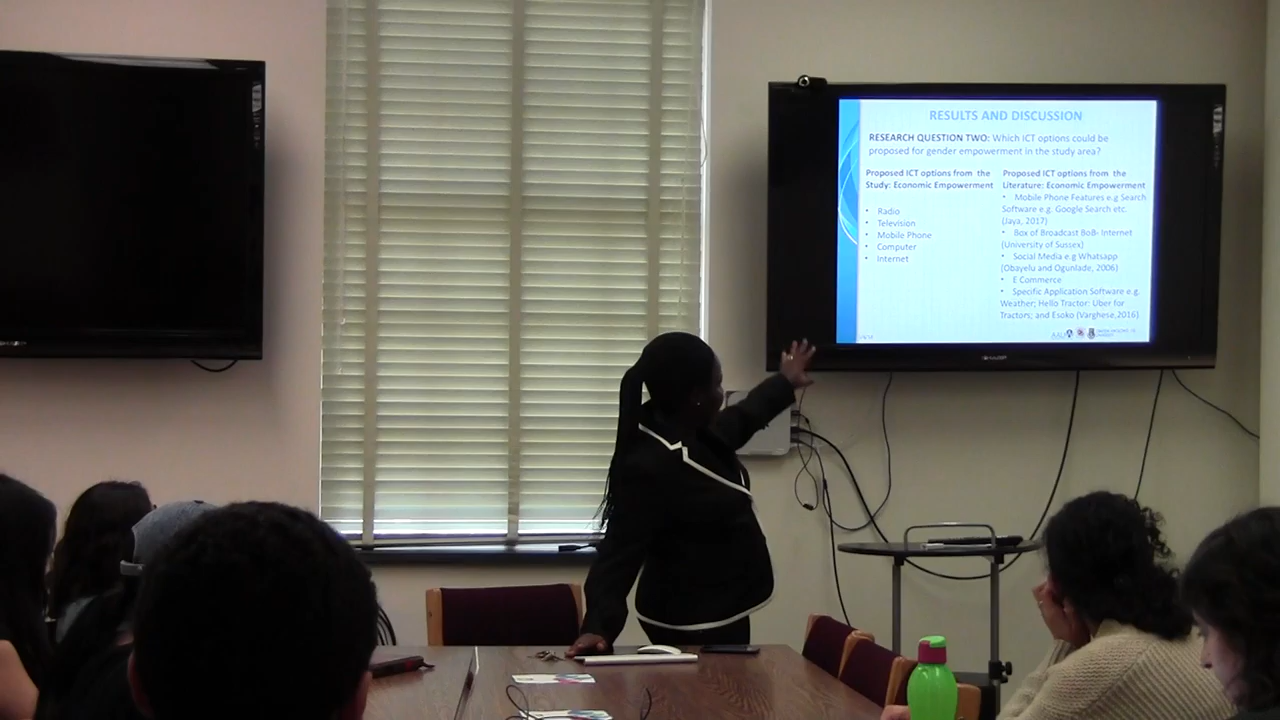 RESULTS AND DISCUSSION
RESEARCH QUESTION TWO: Which ICT options could be
proposed for gender empowerment in the study area?
Proposed ICT options from the
Study: Economic Empowerment
• Radio
• Television
• Mobile Phone
• Computer
• Internet
Proposed ICT options from the
Literature: Economic Empowerment
• Mobile Phone Features e.g Search
Software e.g. Google Search etc.
(Jaya, 2017)
• Box of Broadcast BoB- Internet
(University of Sussex)
• Social Media e.g Whatsapp
(Obayelu and Ogunlade, 2006)
• E Commerce
• Specific Application Software e.g.
Weather; Hello Tractor: Uber for
Tractors; and Esoko (Varghese,2016)
SHARP